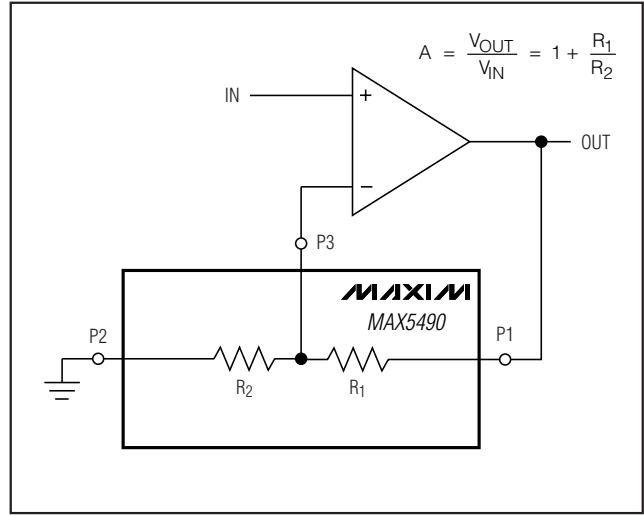 A = V_OUT / V_IN = 1 + R₁ / R₂
IN
+
−
OUT
P3
MAXIM
MAX5490
P2
P1
R₂
R₁